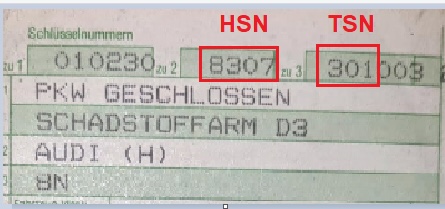 HSN TSN
Schlüsselnummern
zu 1 010230 zu 2 8307 zu 3 301003
PKW GESCHLOSSEN
SCHADSTOFFARM D3
AUDI (H)
8N